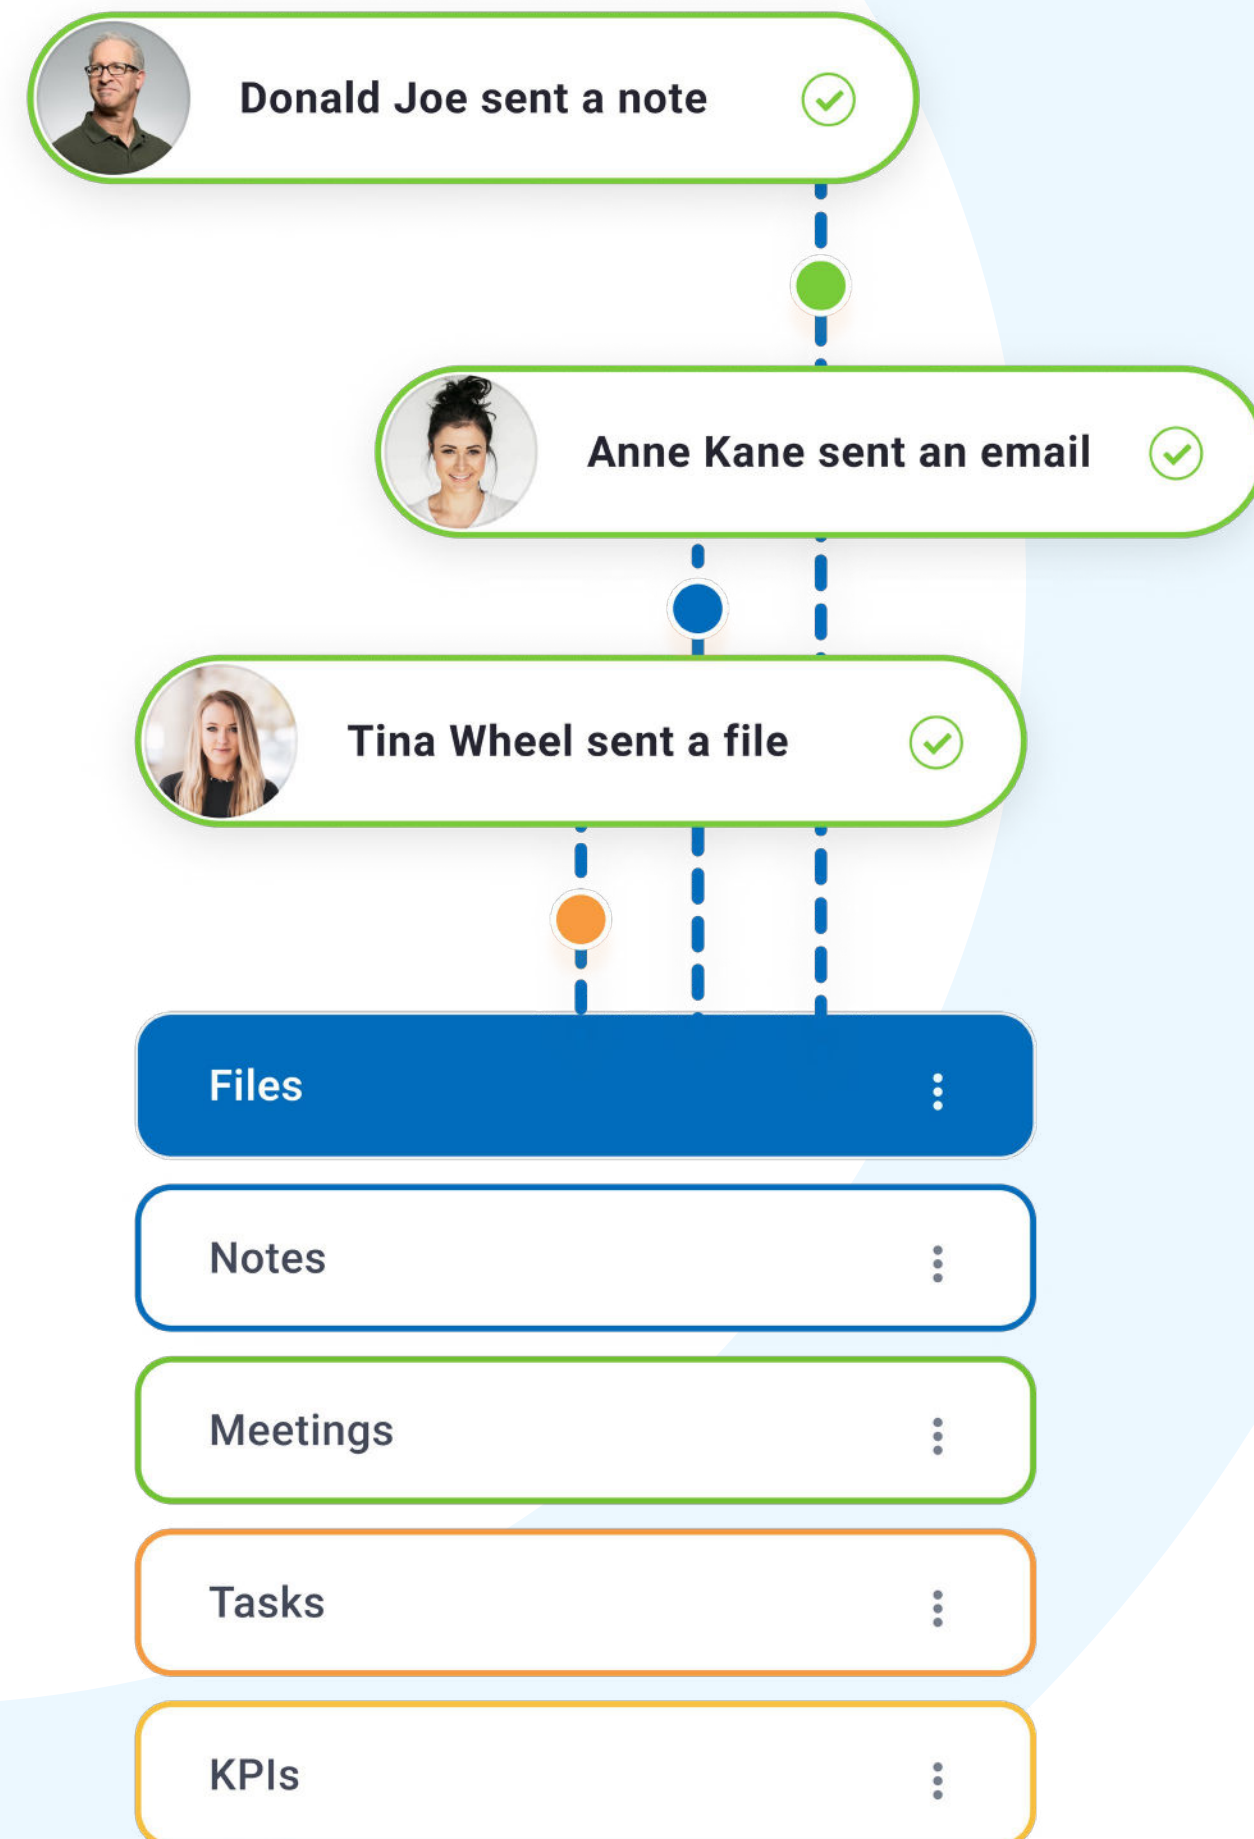 Donald Joe sent a note
Anne Kane sent an email
Tina Wheel sent a file
Files
Notes
Meetings
Tasks
KPIs